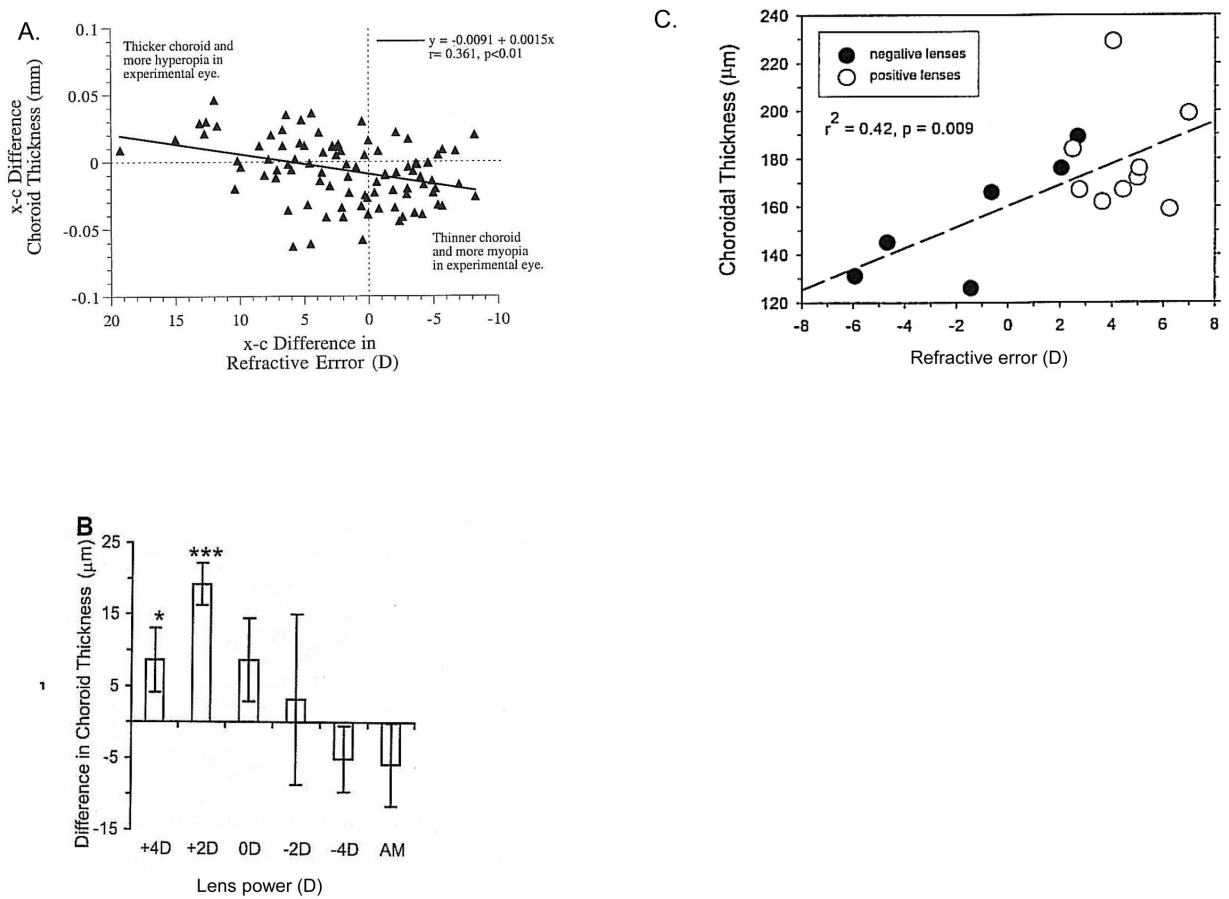 A.
0.1
0.05
0
-0.05
-0.1
x-c Difference
Choroid Thickness (mm)
Thicker choroid and
more hyperopia in
experimental eye.
y = -0.0091 + 0.0015x
r= 0.361, p<0.01
Thinner choroid
and more myopia
in experimental eye.
20 15 10 5 0 -5 -10
x-c Difference in
Refractive Errror (D)
C.
240
220
200
180
160
140
120
Choroidal Thickness (μm)
negative lenses
positive lenses
r2 = 0.42, p = 0.009
-8 -6 -4 -2 0 2 4 6 8
Refractive error (D)
B
25
15
5
-5
-15
Difference in Choroid Thickness (μm)
*
***
+4D +2D 0D -2D -4D AM
Lens power (D)